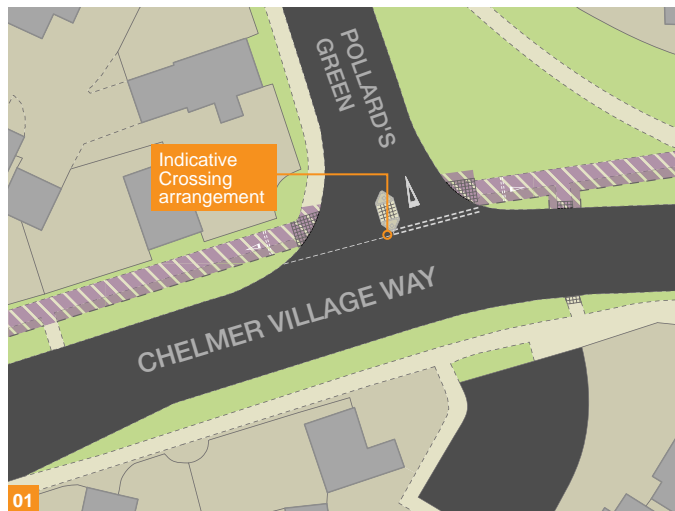 POLLARD'S
GREEN
Indicative
Crossing
arrangement
CHELMER VILLAGE WAY
01